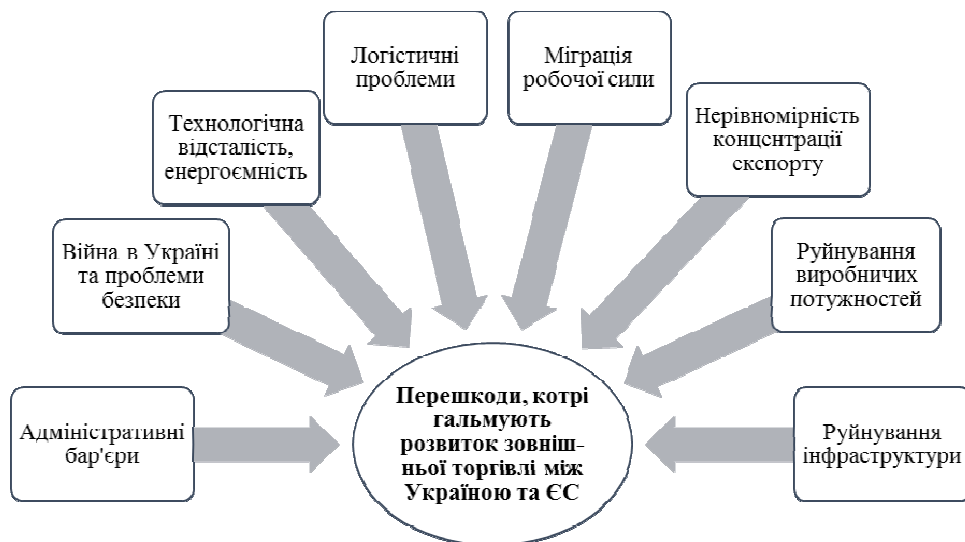 Логістичні
проблеми
Міграція
робочої сили
Технологічна
відсталість,
енергоємність
Нерівномірність
концентрації
експорту
Війна в Україні
та проблеми
безпеки
Руйнування
виробничих
потужностей
Адміністративні
бар'єри
Перешкоди, котрі
гальмують
розвиток зовніш-
ньої торгівлі між
Україною та ЄС
Руйнування
інфраструктури